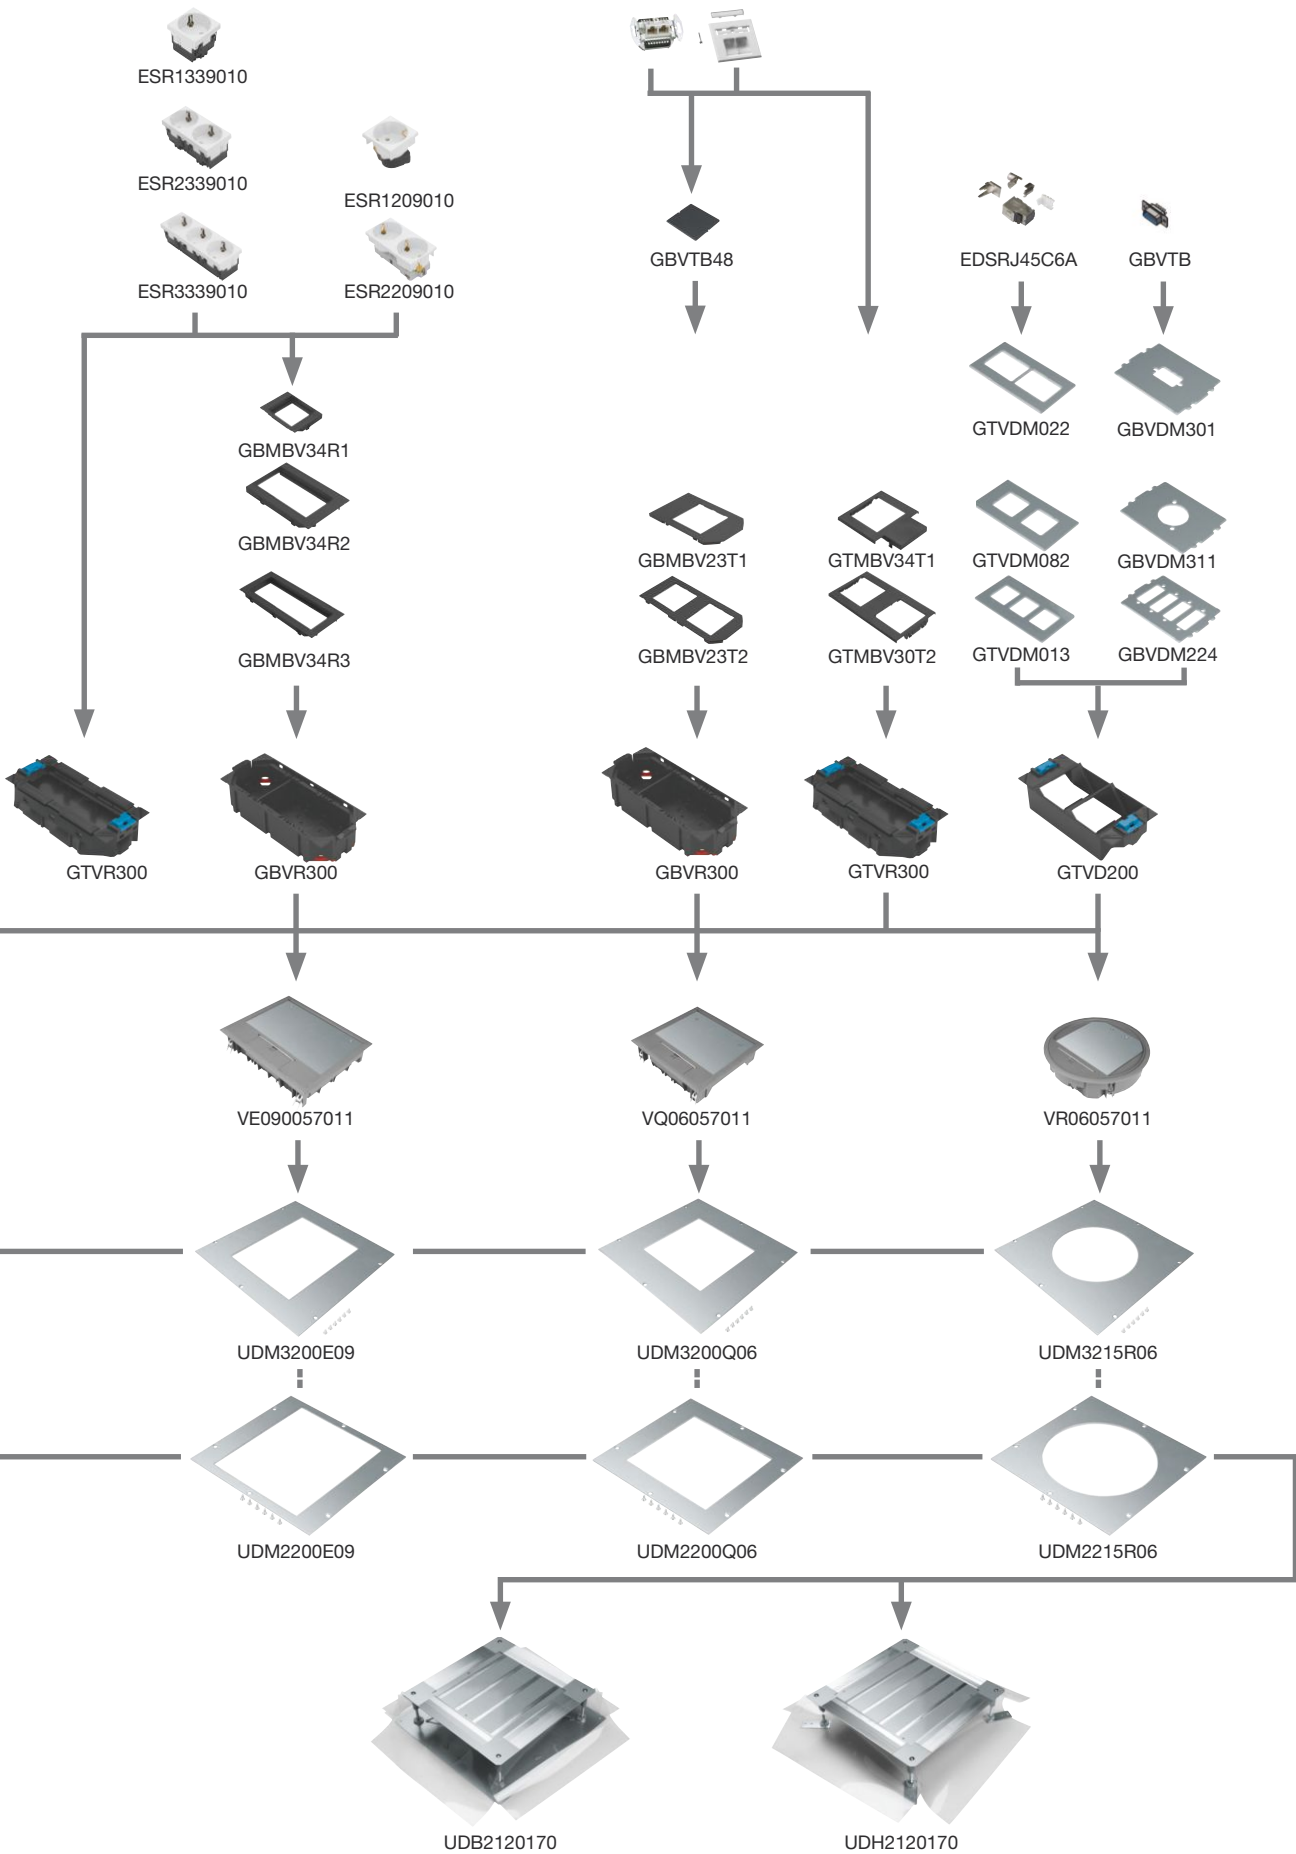 ESR1339010
ESR2339010
ESR1209010
ESR3339010
ESR2209010
GBVTB48
EDSRJ45C6A
GBVTB
GTVDM022
GBVDM301
GBMBV34R1
GBMBV34R2
GBMBV34R3
GBMBV23T1
GTMBV34T1
GTVDM082
GBVDM311
GBMBV23T2
GTMBV30T2
GTVDM013
GBVDM224
GTVR300
GBVR300
GBVR300
GTVR300
GTVD200
VE090057011
VQ06057011
VR06057011
UDM3200E09
UDM3200Q06
UDM3215R06
UDM2200E09
UDM2200Q06
UDM2215R06
UDB2120170
UDH2120170